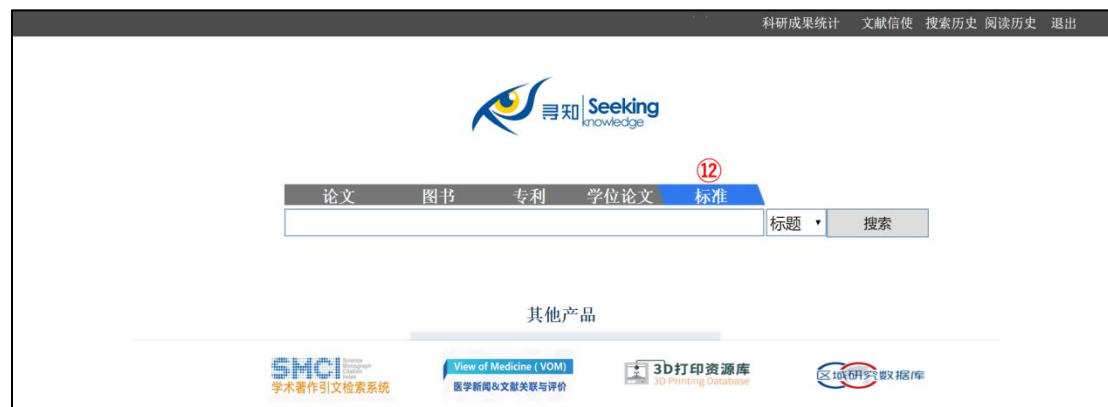 科研成果统计 文献信使 搜索历史 阅读历史 退出
寻知 Seeking
knowledge
⑫
论文 图书 专利 学位论文 标准
标题 搜索
其他产品
SMCI Science Monograph Citation Index
学术著作引文检索系统
View of Medicine ( VOM)
医学新闻&文献关联与评价
3D打印资源库
3D Printing Database
区域研究数据库